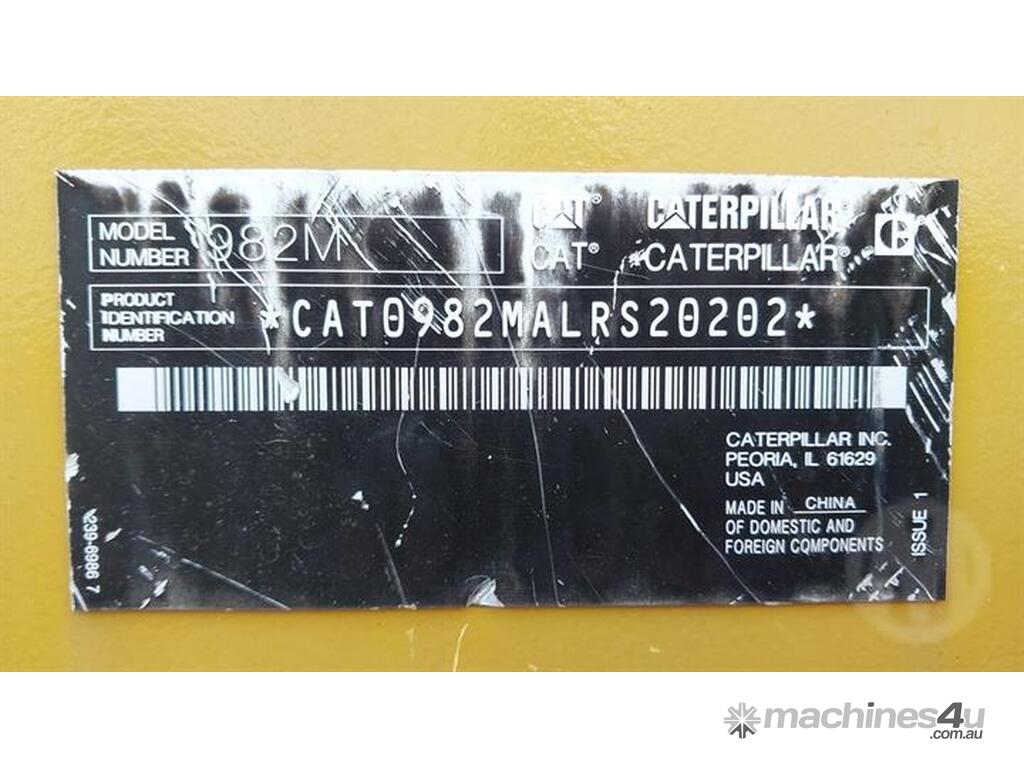 MODEL
NUMBER
982M
CAT®
CATERPILLAR®
CAT®
CATERPILLAR®
C
PRODUCT
IDENTIFICATION
NUMBER
*CAT0982MALRS20202*
CATERPILLAR INC.
PEORIA, IL 61629
USA
MADE IN CHINA
OF DOMESTIC AND
FOREIGN COMPONENTS
239-6986 7
ISSUE 1
machines4u
.com.au